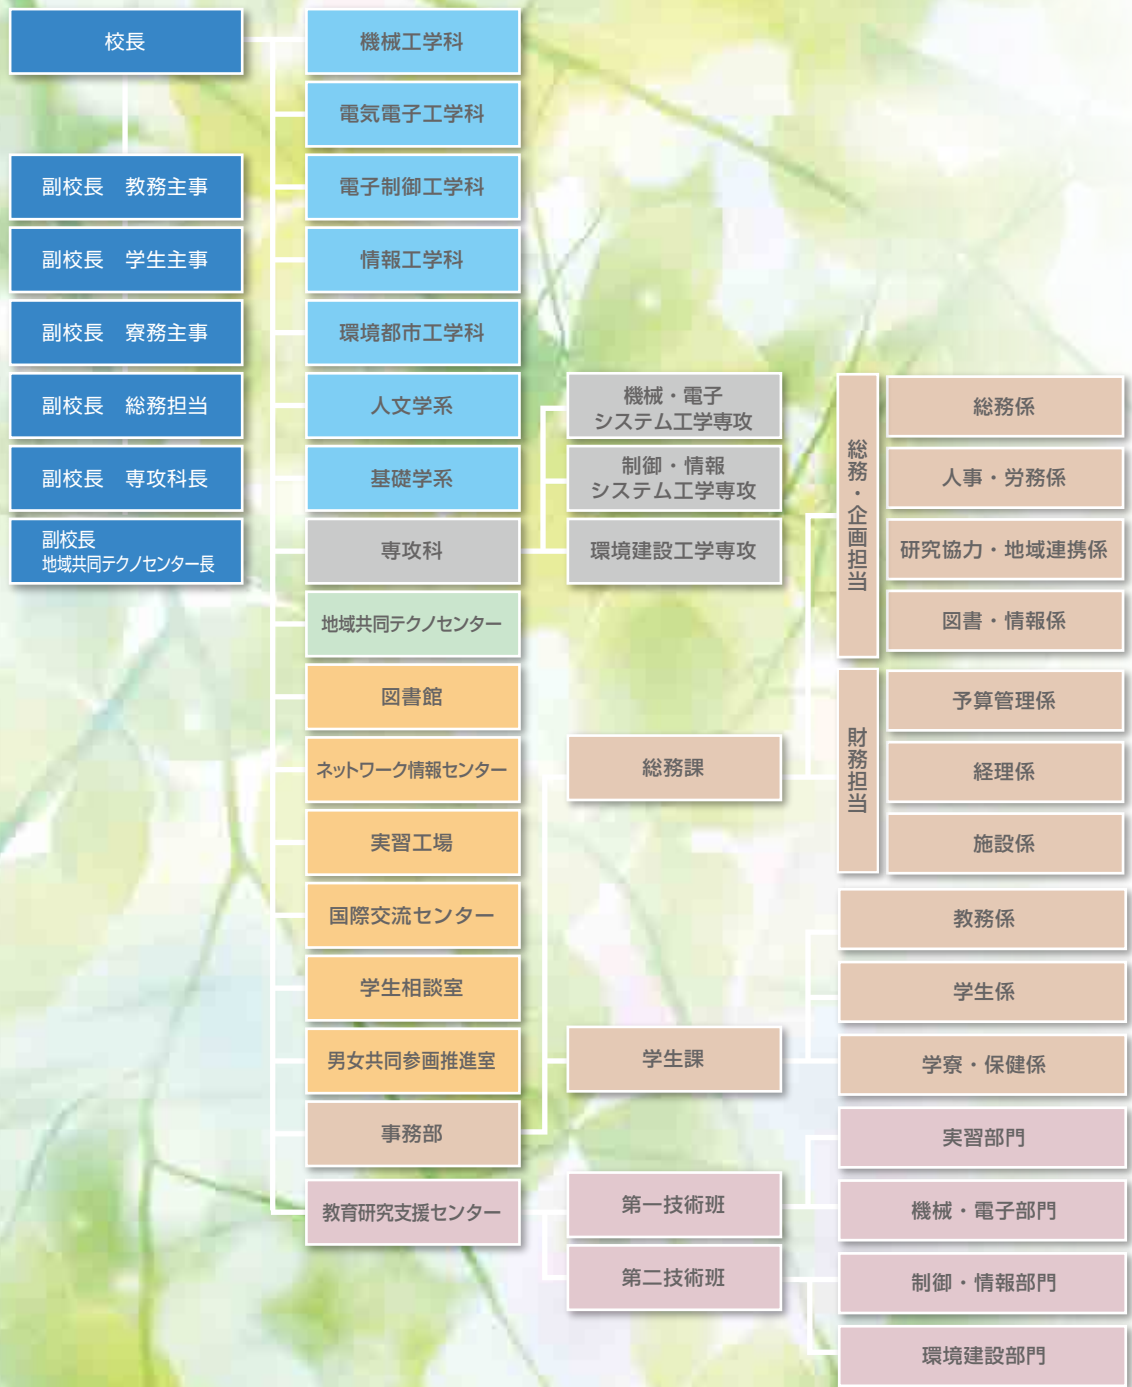 校長
副校長　教務主事
副校長　学生主事
副校長　寮務主事
副校長　総務担当
副校長　専攻科長
副校長
地域共同テクノセンター長
機械工学科
電気電子工学科
電子制御工学科
情報工学科
環境都市工学科
人文学系
基礎学系
専攻科
地域共同テクノセンター
図書館
ネットワーク情報センター
実習工場
国際交流センター
学生相談室
男女共同参画推進室
事務部
教育研究支援センター
機械・電子
システム工学専攻
制御・情報
システム工学専攻
環境建設工学専攻
総務課
学生課
第一技術班
第二技術班
総務・企画担当
総務係
人事・労務係
研究協力・地域連携係
図書・情報係
財務担当
予算管理係
経理係
施設係
教務係
学生係
学寮・保健係
実習部門
機械・電子部門
制御・情報部門
環境建設部門